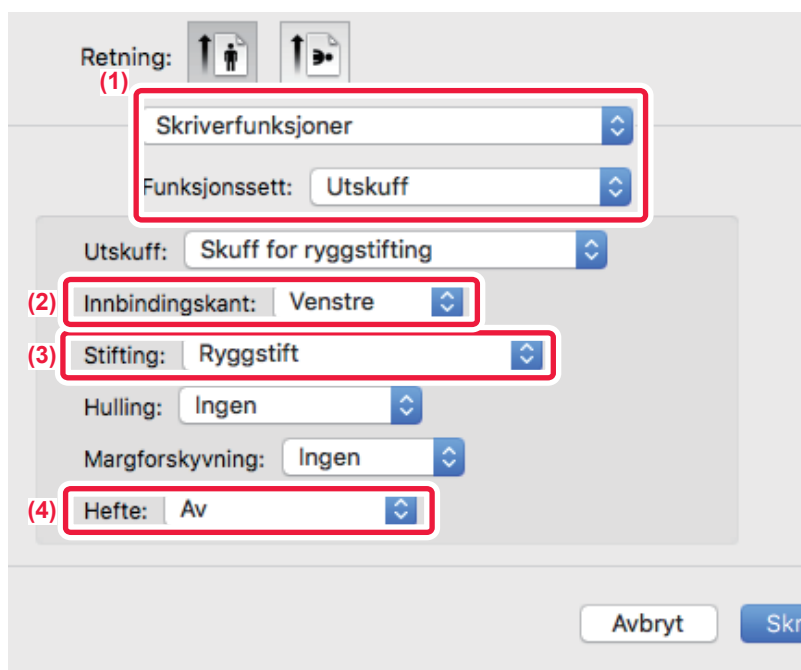 Retning:
(1)
Skriverfunksjoner
Funksjonssett: Utskuff
Utskuff: Skuff for ryggstifting
(2) Innbindingskant: Venstre
(3) Stifting: Ryggstift
Hulling: Ingen
Margforskyvning: Ingen
(4) Hefte: Av
Avbryt Skr